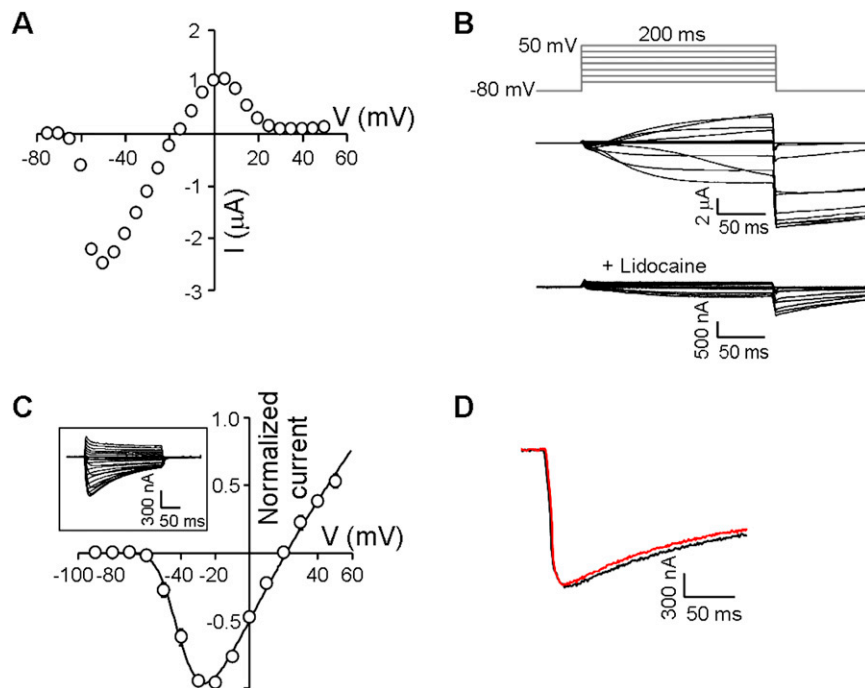 A
2
1
V (mV)
-80
-40
20
40
60
-1
-2
-3
I (μA)
B
200 ms
50 mV
-80 mV
2 μA
50 ms
+ Lidocaine
500 nA
50 ms
C
1.0
0.5
Normalized
current
300 nA
50 ms
V (mV)
-100
-80
-40
-20
20
40
60
-0.5
D
300 nA
50 ms